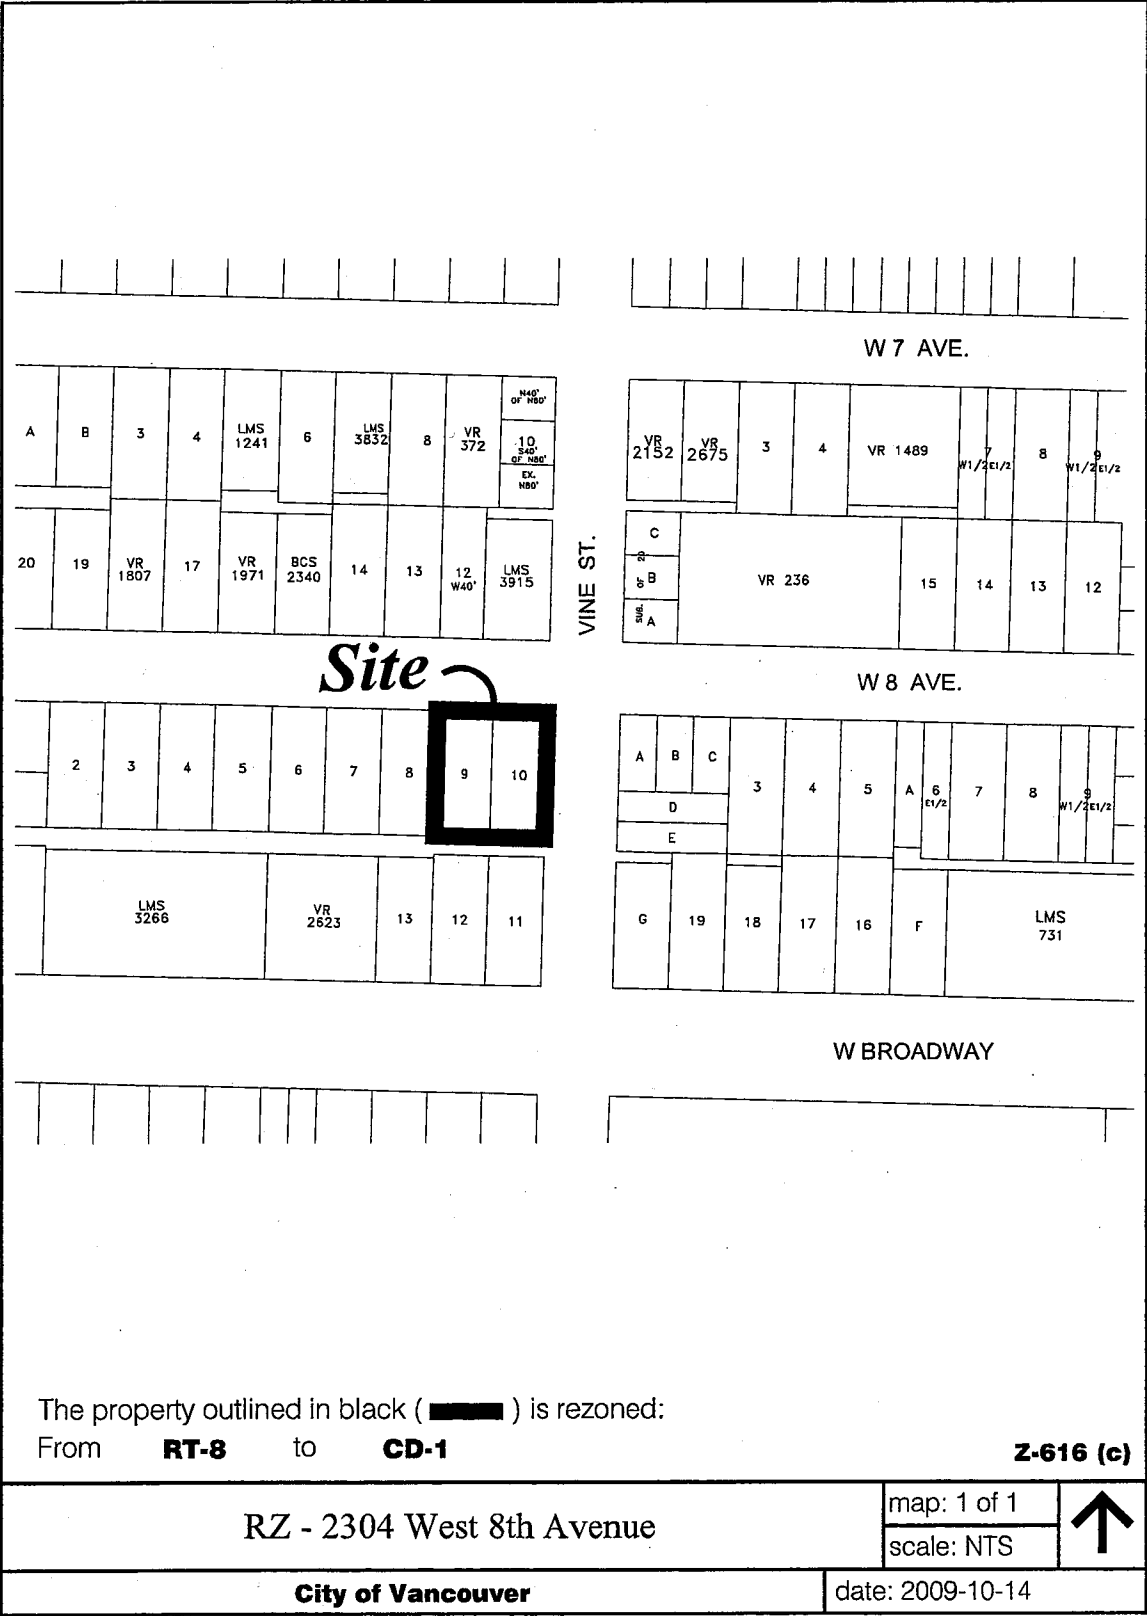 W 7 AVE.
N40'
OF N80'
A B 3 4 LMS 1241 6 LMS 3832 8 VR 372 10
S40'
OF N80'
EX.
N80'
VR 2152 VR 2675 3 4 VR 1489 7 W1/2 E1/2 8 9 W1/2 E1/2
20 19 VR 1807 17 VR 1971 BCS 2340 14 13 12 W40' LMS 3915
VINE ST.
C
B
A
SUB. OF 20
VR 236 15 14 13 12
Site
W 8 AVE.
2 3 4 5 6 7 8 9 10
A B C
D
E
3 4 5 A 6 E1/2 7 8 9 W1/2 E1/2
LMS 3266 VR 2623 13 12 11
G 19 18 17 16 F LMS 731
W BROADWAY
The property outlined in black ( ) is rezoned:
From RT-8 to CD-1
Z-616 (c)
RZ - 2304 West 8th Avenue
map: 1 of 1
scale: NTS
City of Vancouver
date: 2009-10-14